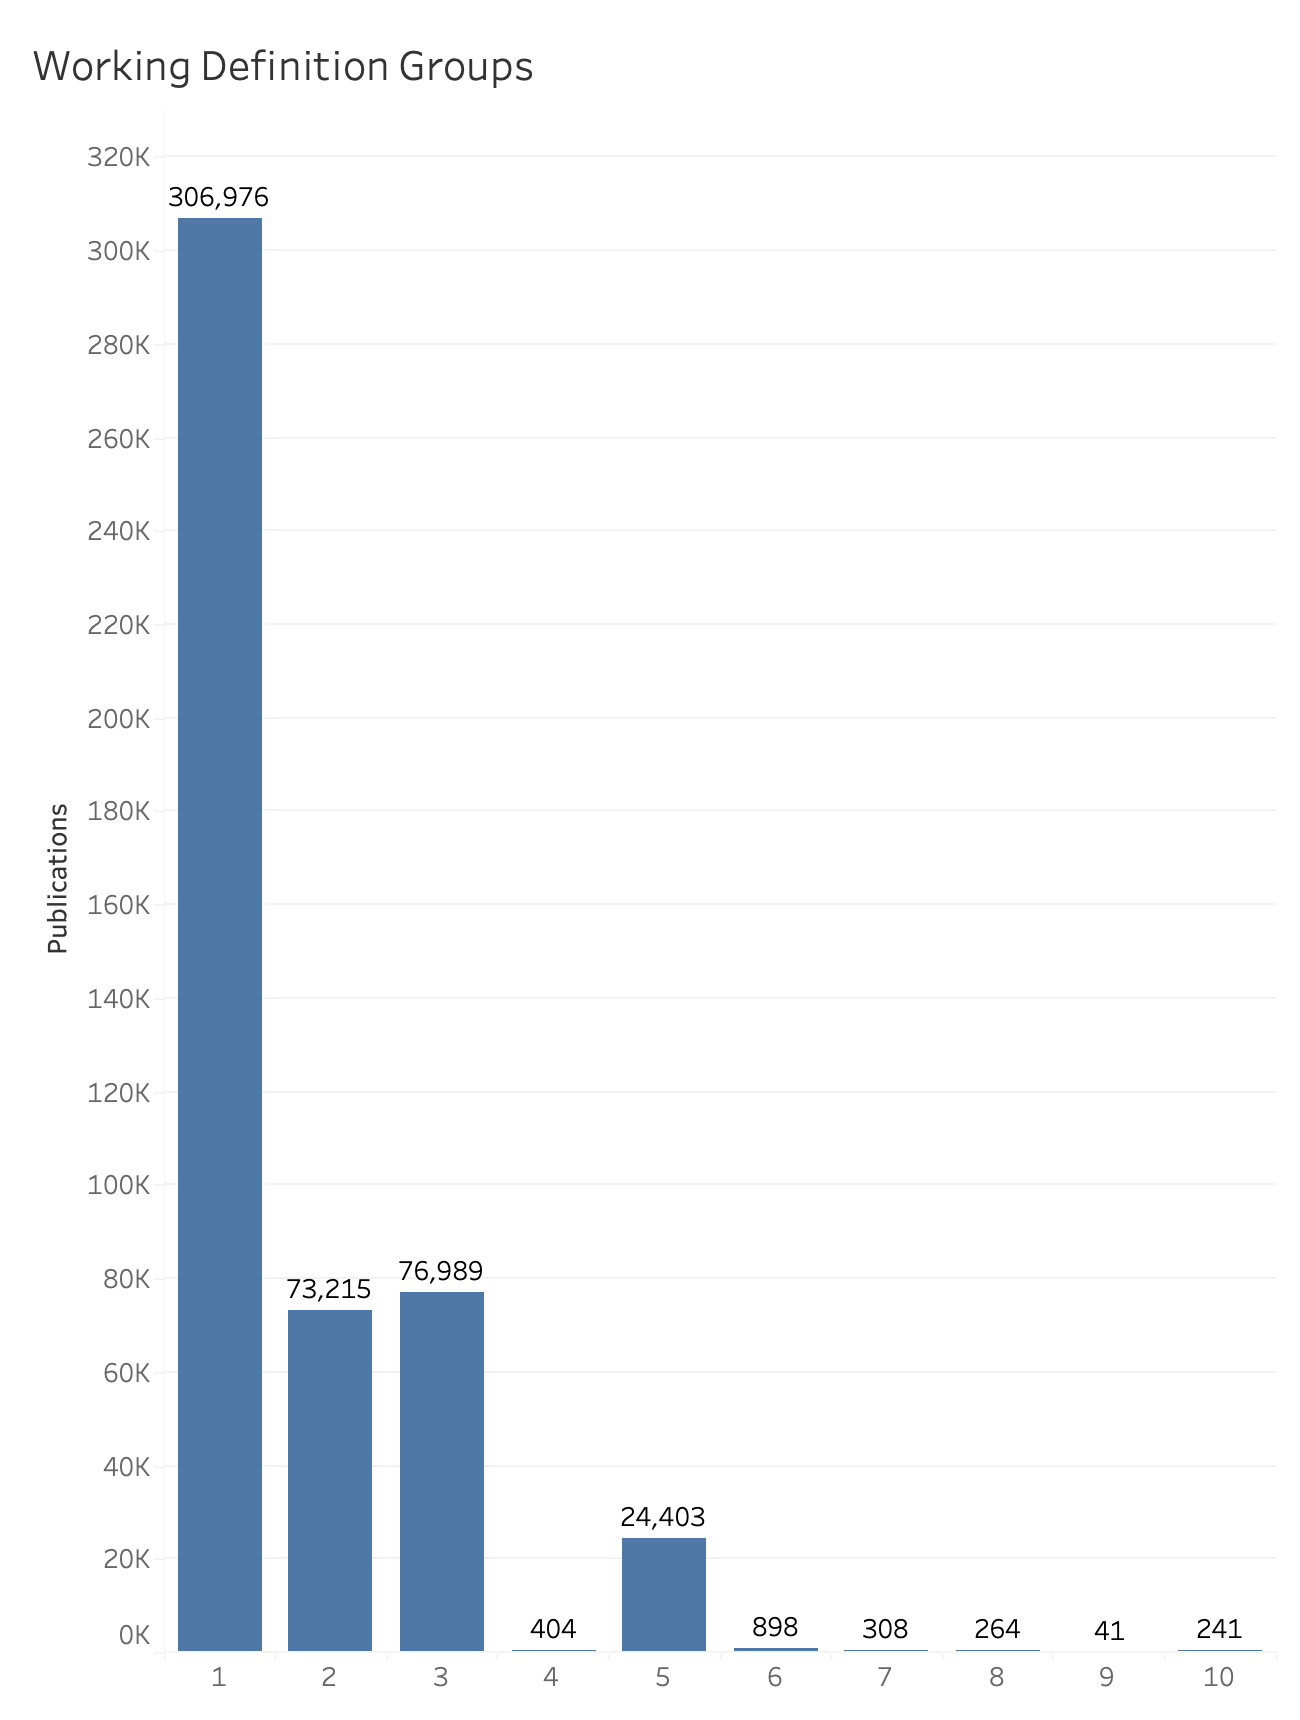 Working Definition Groups
320K
306,976
300K
280K
260K
240K
220K
200K
180K
Publications
160K
140K
120K
100K
80K
73,215
76,989
60K
40K
24,403
20K
0K
404
898
308
264
41
241
1 2 3 4 5 6 7 8 9 10